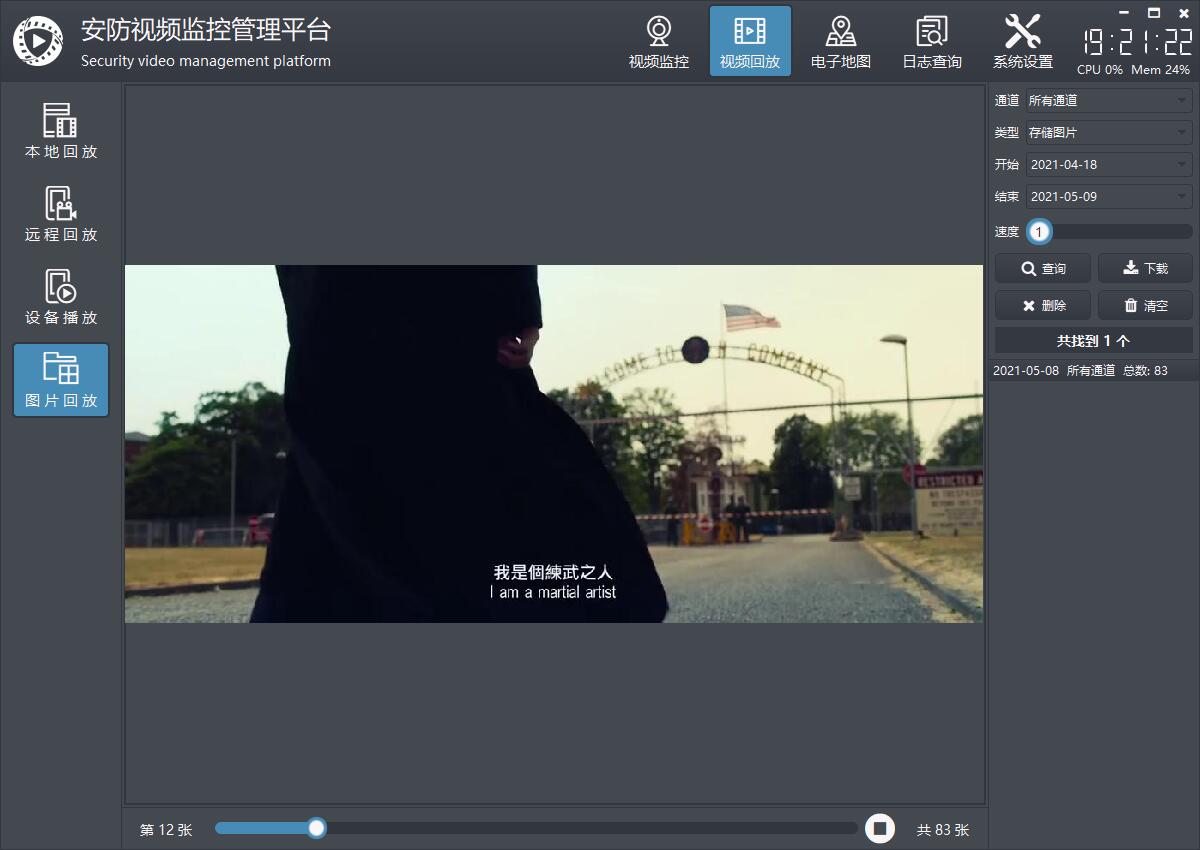 安防视频监控管理平台
Security video management platform
视频监控
视频回放
电子地图
日志查询
系统设置
19:21:22
CPU 0% Mem 24%
本地回放
远程回放
设备播放
图片回放
通道 所有通道
类型 存储图片
开始 2021-04-18
结束 2021-05-09
速度 1
查询
下载
删除
清空
共找到 1 个
2021-05-08 所有通道 总数: 83
COME TO
COMPANY
RESTRICTED
NO TRESPASS
我是個練武之人
I am a martial artist
第 12 张
共 83 张